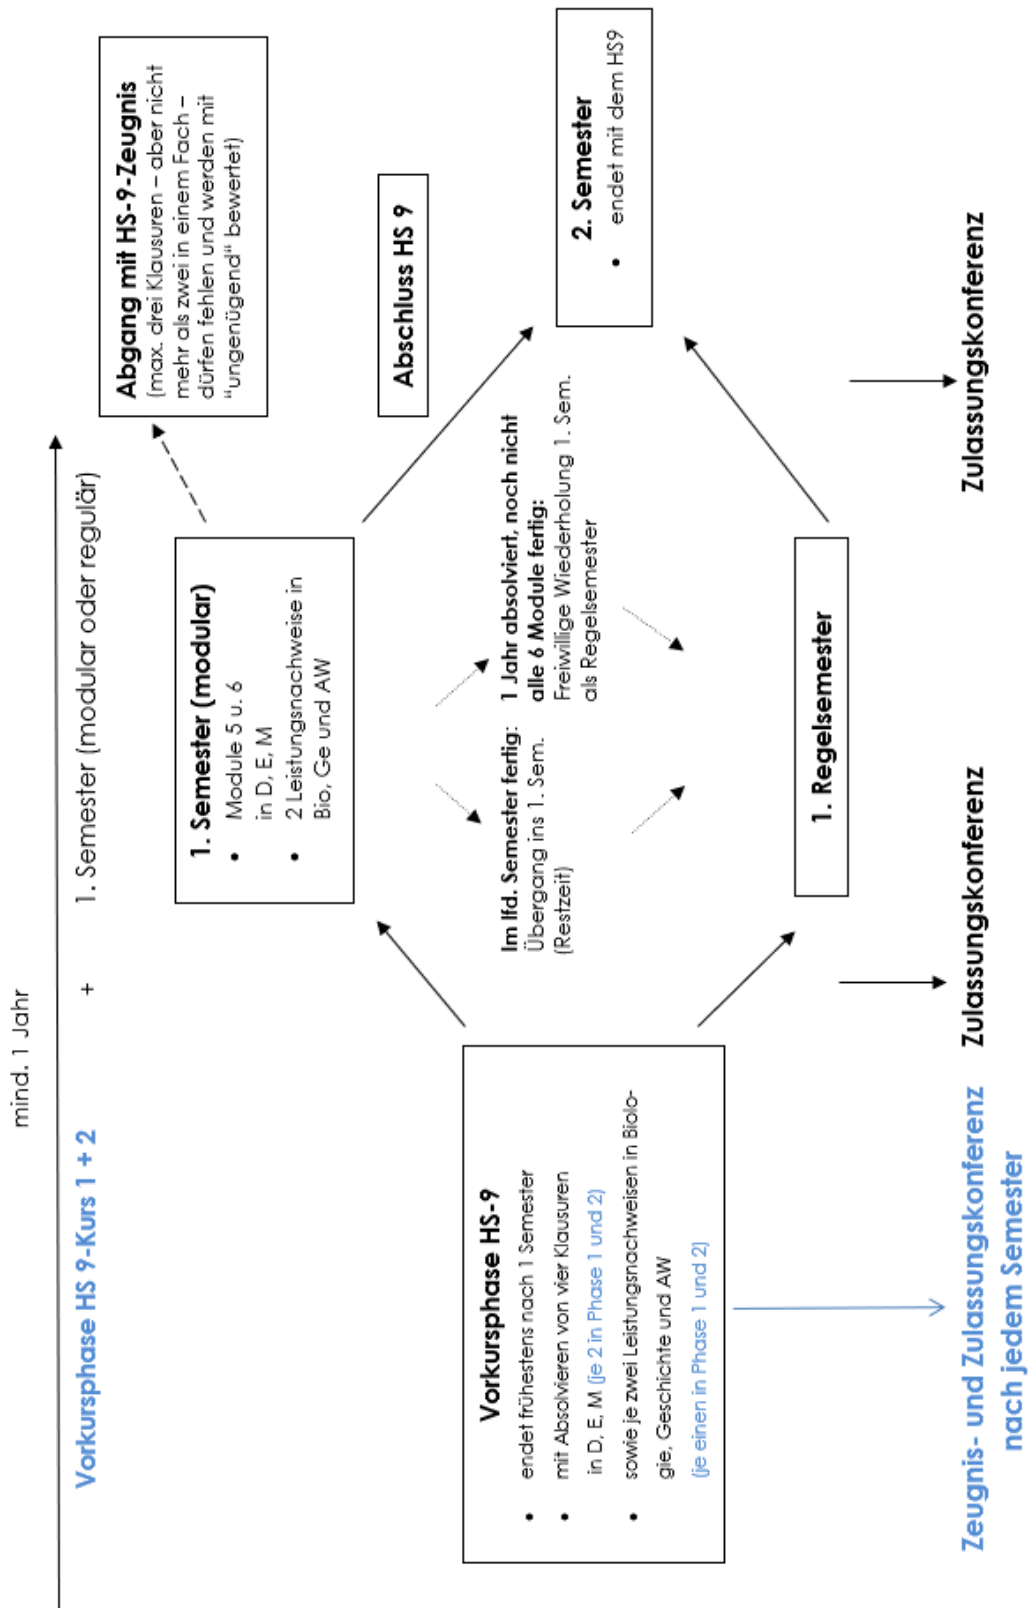 mind. 1 Jahr
Vorkursphase HS 9-Kurs 1 + 2
+
1. Semester (modular oder regulär)
Abgang mit HS-9-Zeugnis
(max. drei Klausuren – aber nicht
mehr als zwei in einem Fach –
dürfen fehlen und werden mit
“ungenügend“ bewertet)
1. Semester (modular)
• Module 5 u. 6
in D, E, M
• 2 Leistungsnachweise in
Bio, Ge und AW
Abschluss HS 9
Vorkursphase HS-9
• endet frühestens nach 1 Semester
• mit Absolvieren von vier Klausuren
in D, E, M (je 2 in Phase 1 und 2)
• sowie je zwei Leistungsnachweisen in Biolo-
gie, Geschichte und AW
(je einen in Phase 1 und 2)
Im lfd. Semester fertig:
Übergang ins 1. Sem.
(Restzeit)
1 Jahr absolviert, noch nicht
alle 6 Module fertig:
Freiwillige Wiederholung 1. Sem.
als Regelsemester
2. Semester
• endet mit dem HS9
1. Regelsemester
Zeugnis- und Zulassungskonferenz
nach jedem Semester
Zulassungskonferenz
Zulassungskonferenz